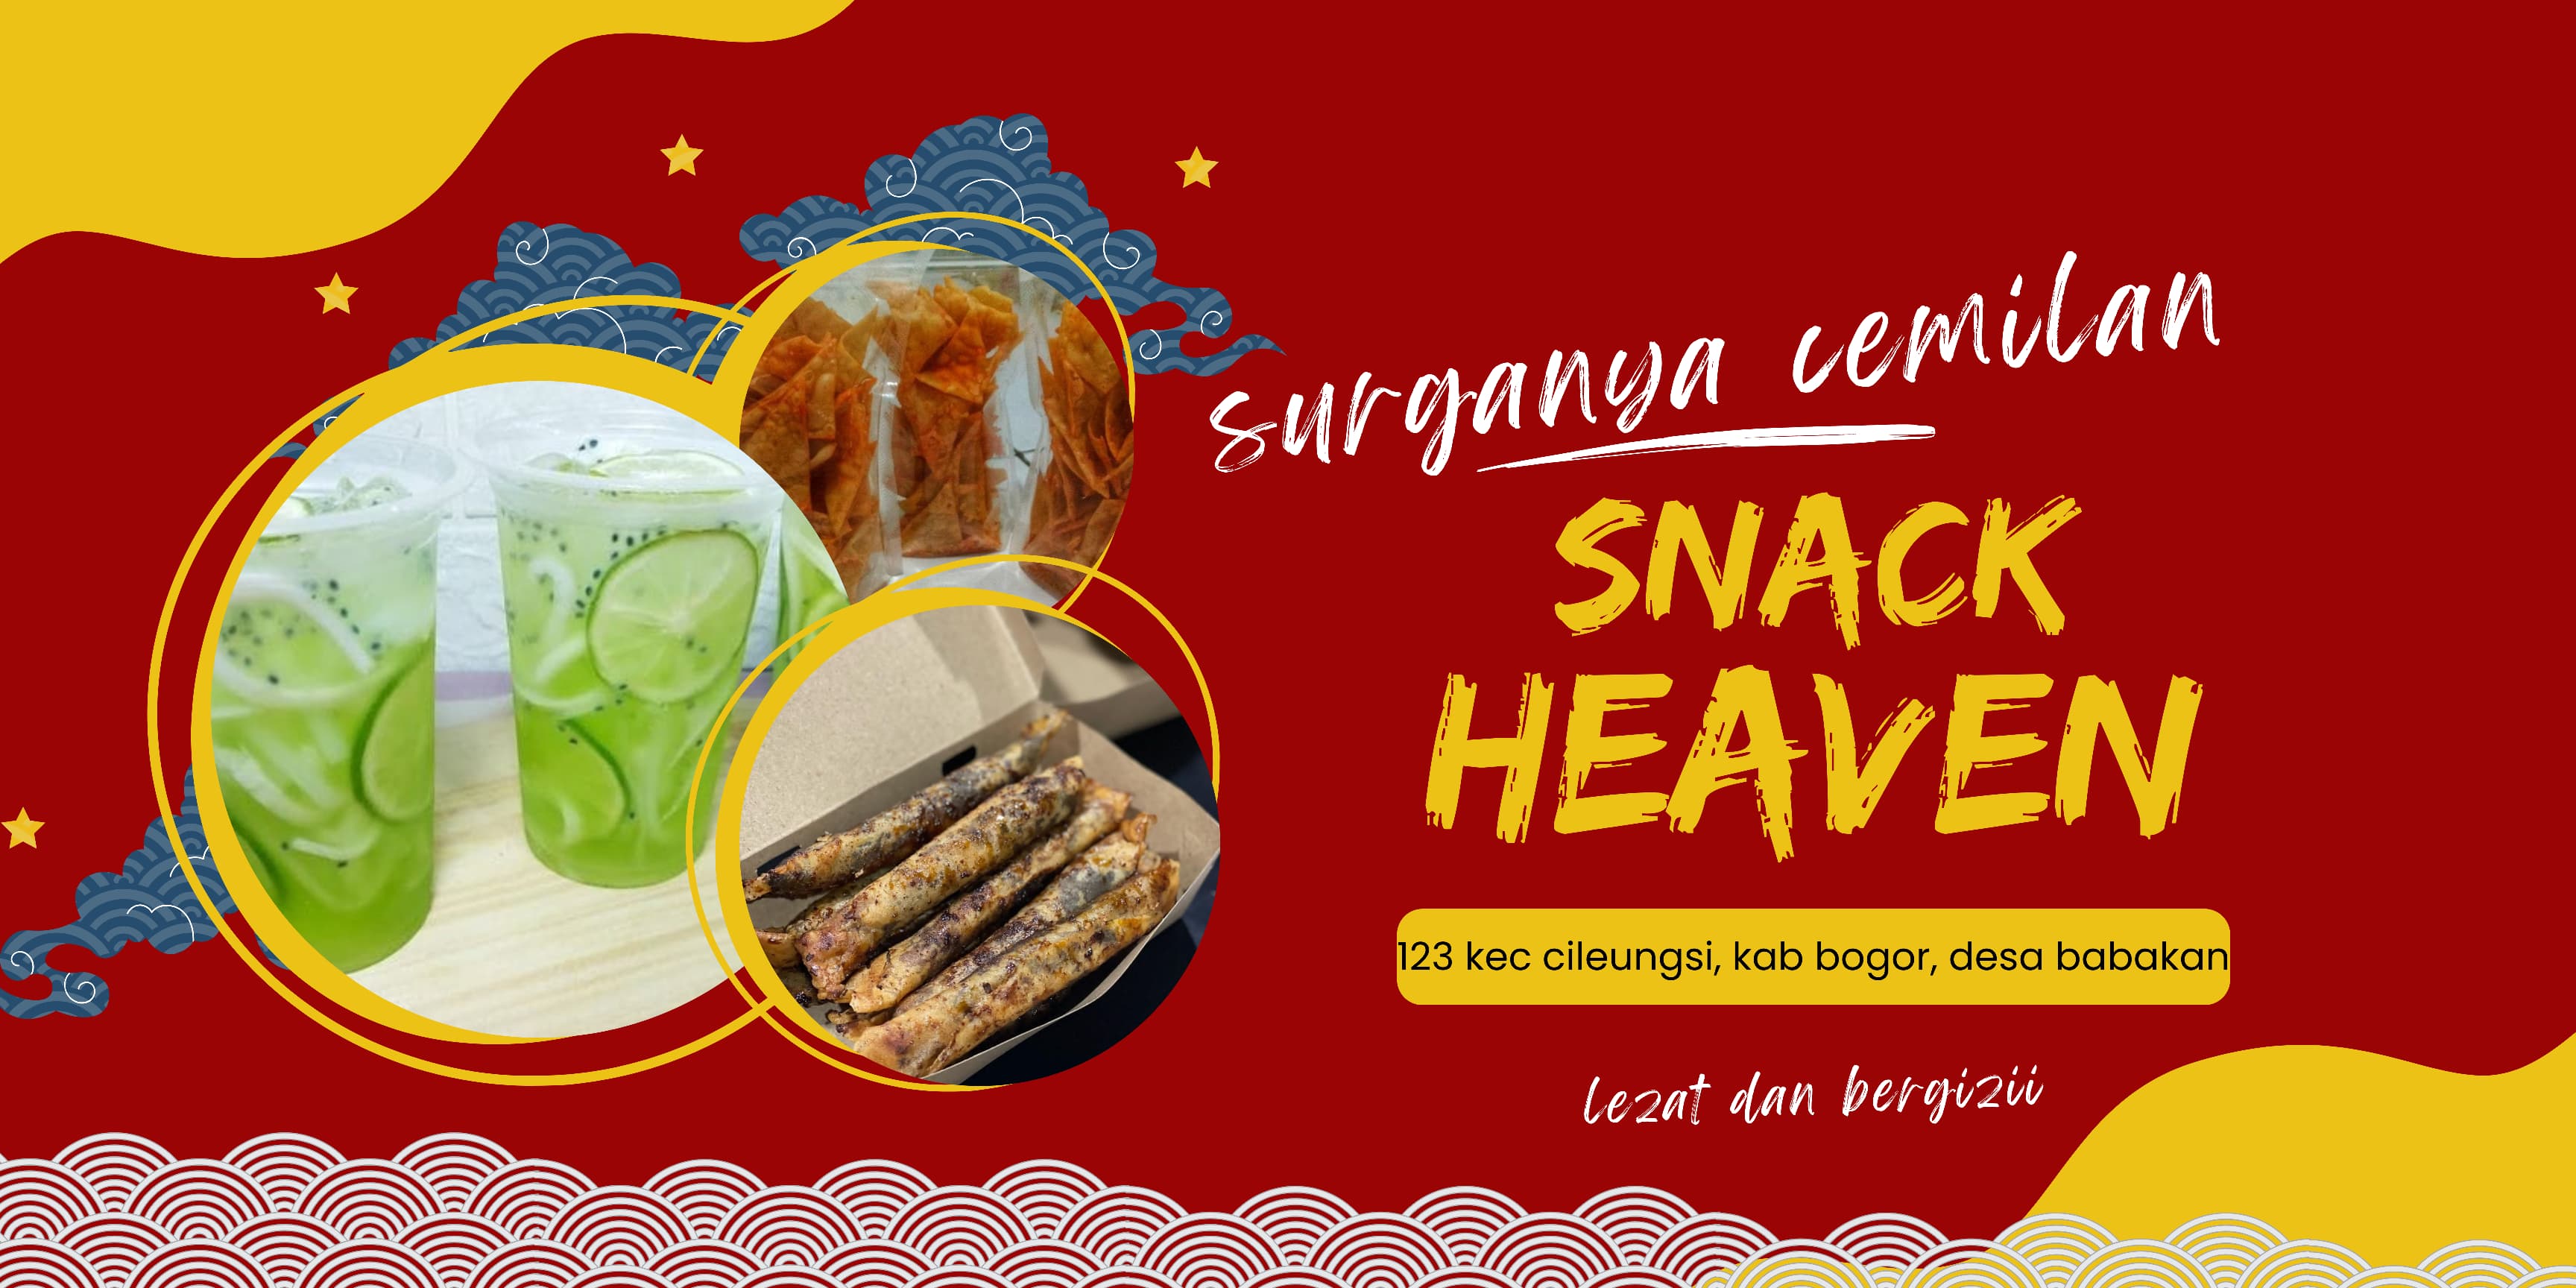 surganya cemilan
SNACK
HEAVEN
123 kec cileungsi, kab bogor, desa babakan
lezat dan bergizii